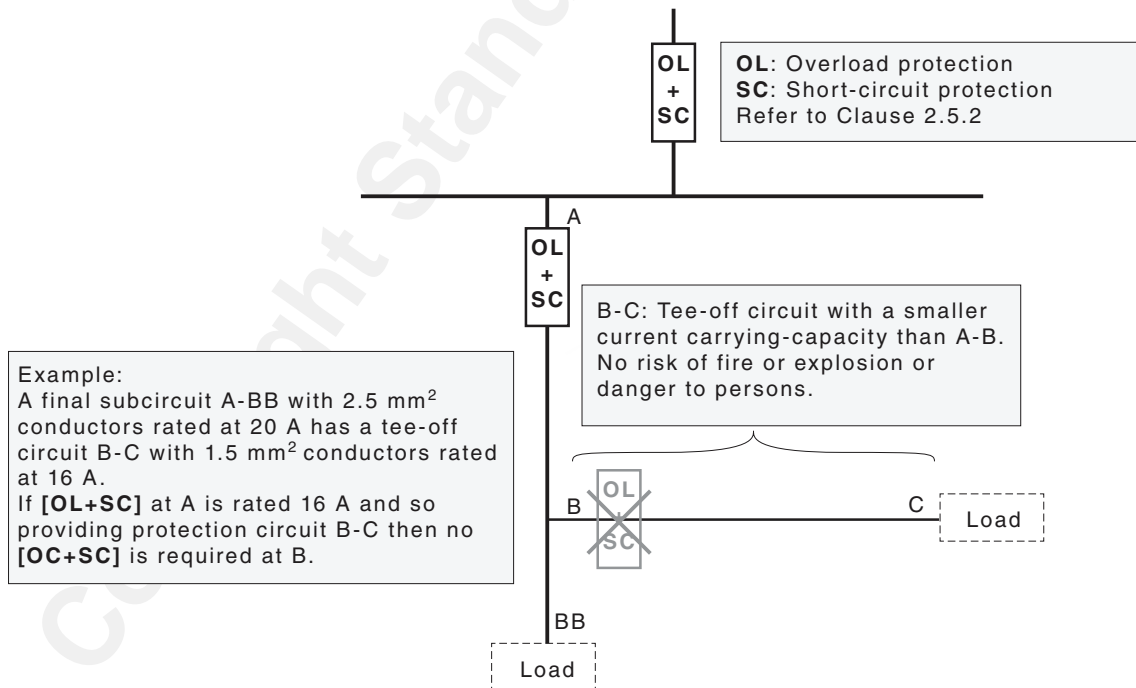 OL
+
SC
OL: Overload protection
SC: Short-circuit protection
Refer to Clause 2.5.2
A
OL
+
SC
B-C: Tee-off circuit with a smaller
current carrying-capacity than A-B.
No risk of fire or explosion or
danger to persons.
Example:
A final subcircuit A-BB with 2.5 mm²
conductors rated at 20 A has a tee-off
circuit B-C with 1.5 mm² conductors rated
at 16 A.
If [OL+SC] at A is rated 16 A and so
providing protection circuit B-C then no
[OC+SC] is required at B.
B
OL
+
SC
C
Load
BB
Load